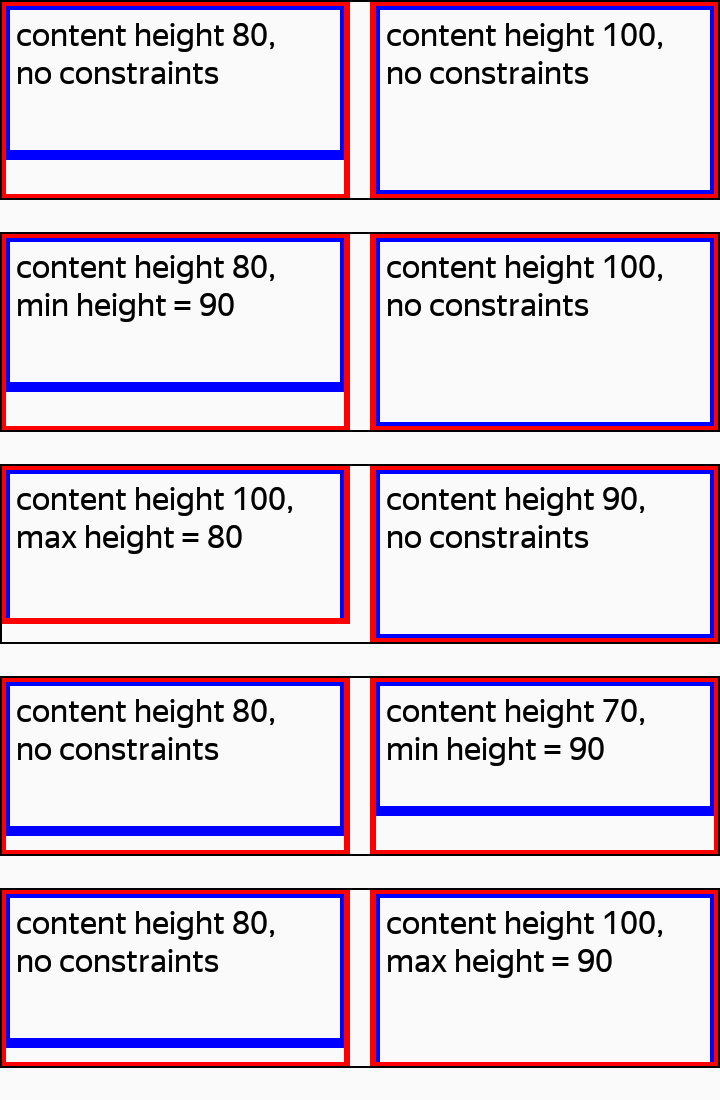 content height 80,
no constraints
content height 100,
no constraints
content height 80,
min height = 90
content height 100,
no constraints
content height 100,
max height = 80
content height 90,
no constraints
content height 80,
no constraints
content height 70,
min height = 90
content height 80,
no constraints
content height 100,
max height = 90